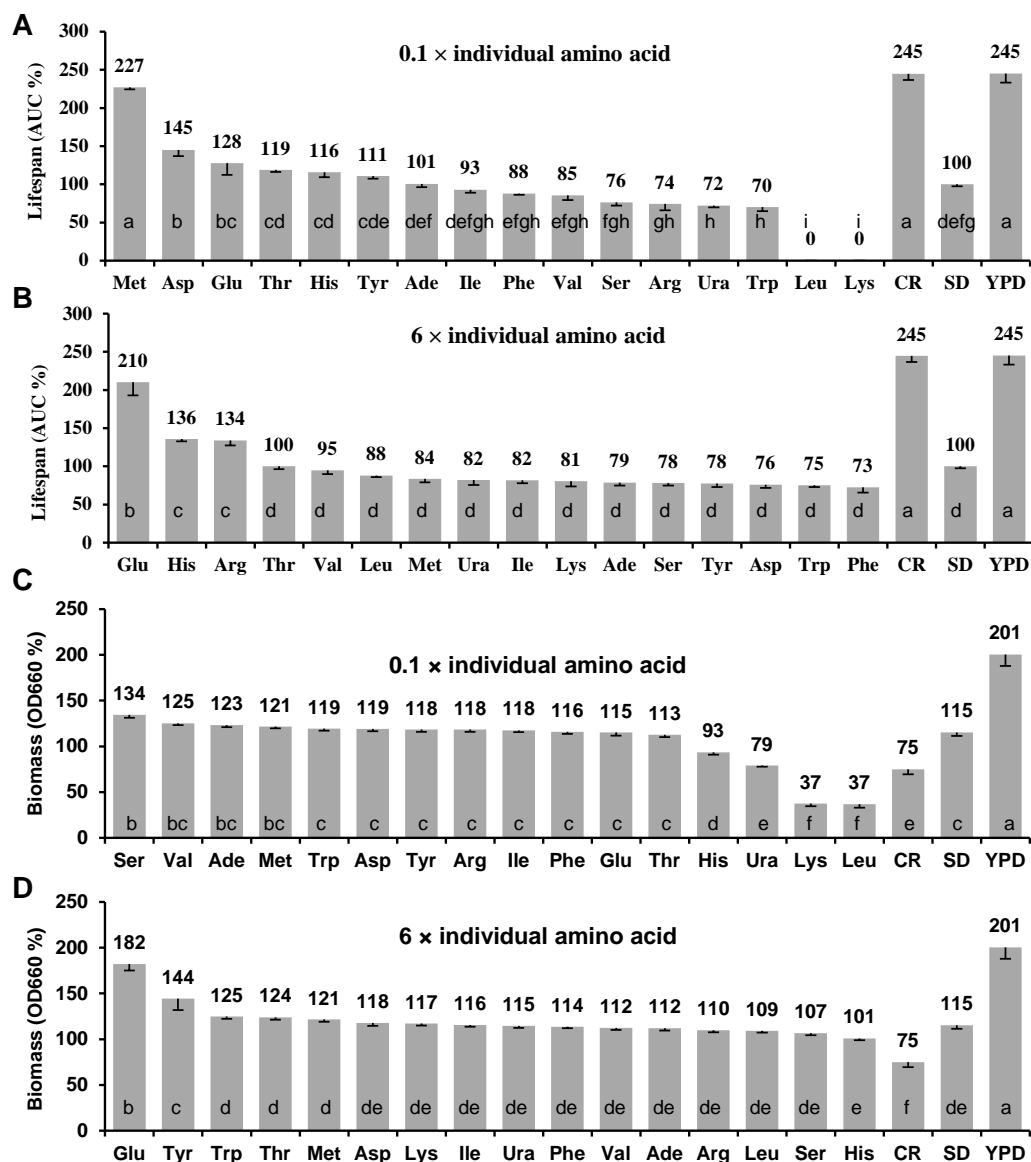 A
Lifespan (AUC %)
300
250
200
150
100
50
0
0.1 × individual amino acid
227 145 128 119 116 111 101 93 88 85 76 74 72 70 0 0 245 100 245
a b bc cd cd cde def defgh efgh efgh fgh gh h h i i a defg a
Met Asp Glu Thr His Tyr Ade Ile Phe Val Ser Arg Ura Trp Leu Lys CR SD YPD
B
Lifespan (AUC %)
300
250
200
150
100
50
0
6 × individual amino acid
210 136 134 100 95 88 84 82 82 81 79 78 78 76 75 73 245 100 245
b c c d d d d d d d d d d d d d a d a
Glu His Arg Thr Val Leu Met Ura Ile Lys Ade Ser Tyr Asp Trp Phe CR SD YPD
C
Biomass (OD660 %)
250
200
150
100
50
0
0.1 × individual amino acid
134 125 123 121 119 119 118 118 118 116 115 113 93 79 37 37 75 115 201
b bc bc bc c c c c c c c c d e f f e c a
Ser Val Ade Met Trp Asp Tyr Arg Ile Phe Glu Thr His Ura Lys Leu CR SD YPD
D
Biomass (OD660 %)
250
200
150
100
50
0
6 × individual amino acid
182 144 125 124 121 118 117 116 115 114 112 112 110 109 107 101 75 115 201
b c d d d de de de de de de de de de de e f de a
Glu Tyr Trp Thr Met Asp Lys Ile Ura Phe Val Ade Arg Leu Ser His CR SD YPD